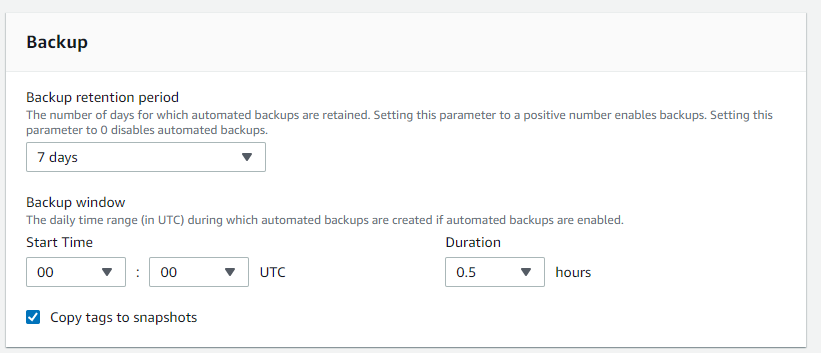 Backup
Backup retention period
The number of days for which automated backups are retained. Setting this parameter to a positive number enables backups. Setting this
parameter to 0 disables automated backups.
7 days
Backup window
The daily time range (in UTC) during which automated backups are created if automated backups are enabled.
Start Time Duration
00 : 00 UTC 0.5 hours
Copy tags to snapshots